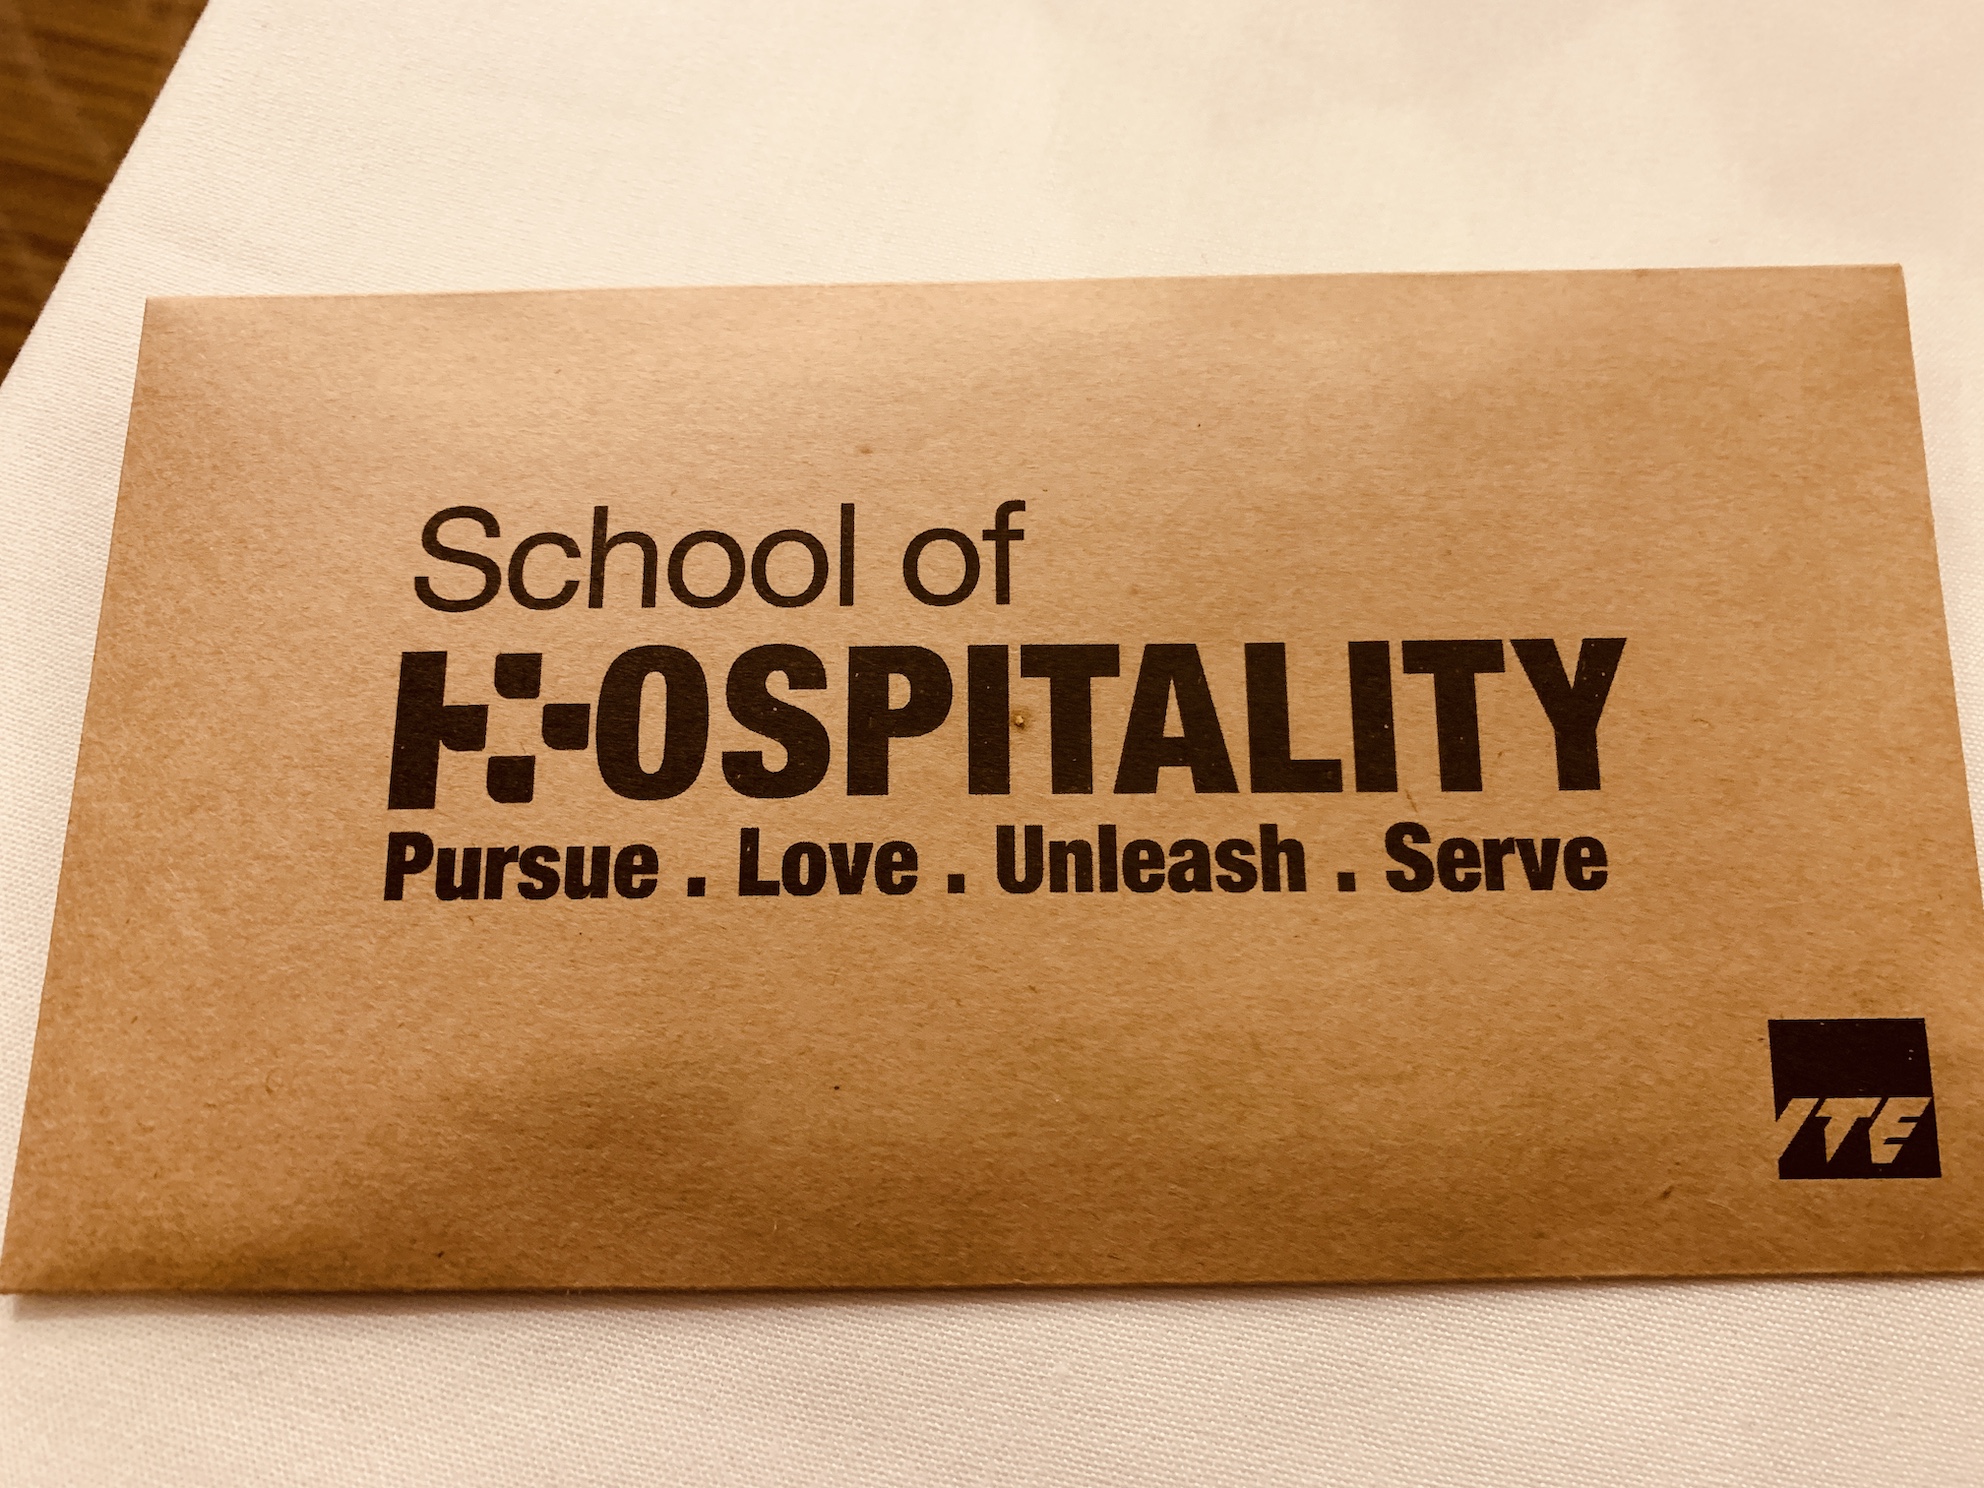 School of
HOSPITALITY
Pursue . Love . Unleash . Serve
ITE